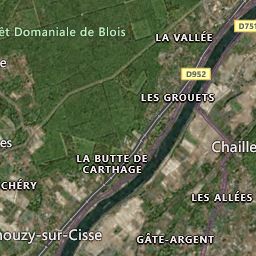 D751
êt Domaniale de Blois
LA VALLÉE
D952
LES GROUETS
Chaille
LA BUTTE DE
CARTHAGE
CHÉRY
LES ALLÉES
houzy-sur-Cisse
GÂTE-ARGENT